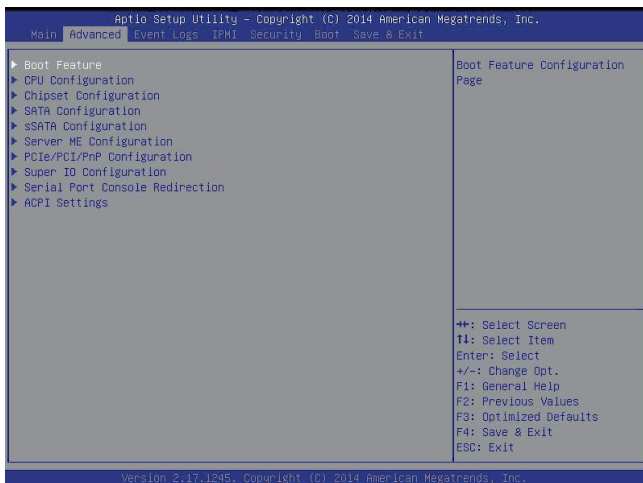 Aptio Setup Utility – Copyright (C) 2014 American Megatrends, Inc.
Main Advanced Event Logs IPMI Security Boot Save & Exit
Boot Feature
CPU Configuration
Chipset Configuration
SATA Configuration
sSATA Configuration
Server ME Configuration
PCIe/PCI/PnP Configuration
Super IO Configuration
Serial Port Console Redirection
ACPI Settings
Boot Feature Configuration
Page
→←: Select Screen
↑↓: Select Item
Enter: Select
+/-: Change Opt.
F1: General Help
F2: Previous Values
F3: Optimized Defaults
F4: Save & Exit
ESC: Exit
Version 2.17.1245. Copyright (C) 2014 American Megatrends, Inc.